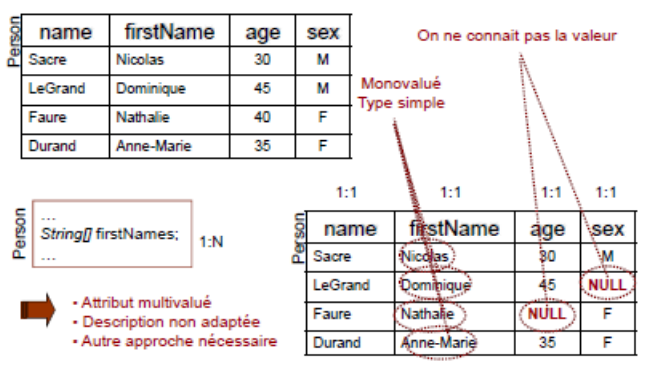 Person
name firstName age sex
Sacre Nicolas 30 M
LeGrand Dominique 45 M
Faure Nathalie 40 F
Durand Anne-Marie 35 F
On ne connait pas la valeur
Monovalué
Type simple
Person
...
String[] firstNames;
...
1:N
• Attribut multivalué
• Description non adaptée
• Autre approche nécessaire
1:1 1:1 1:1 1:1
Person
name firstName age sex
Sacre Nicolas 30 M
LeGrand Dominique 45 NULL
Faure Nathalie NULL F
Durand Anne-Marie 35 F